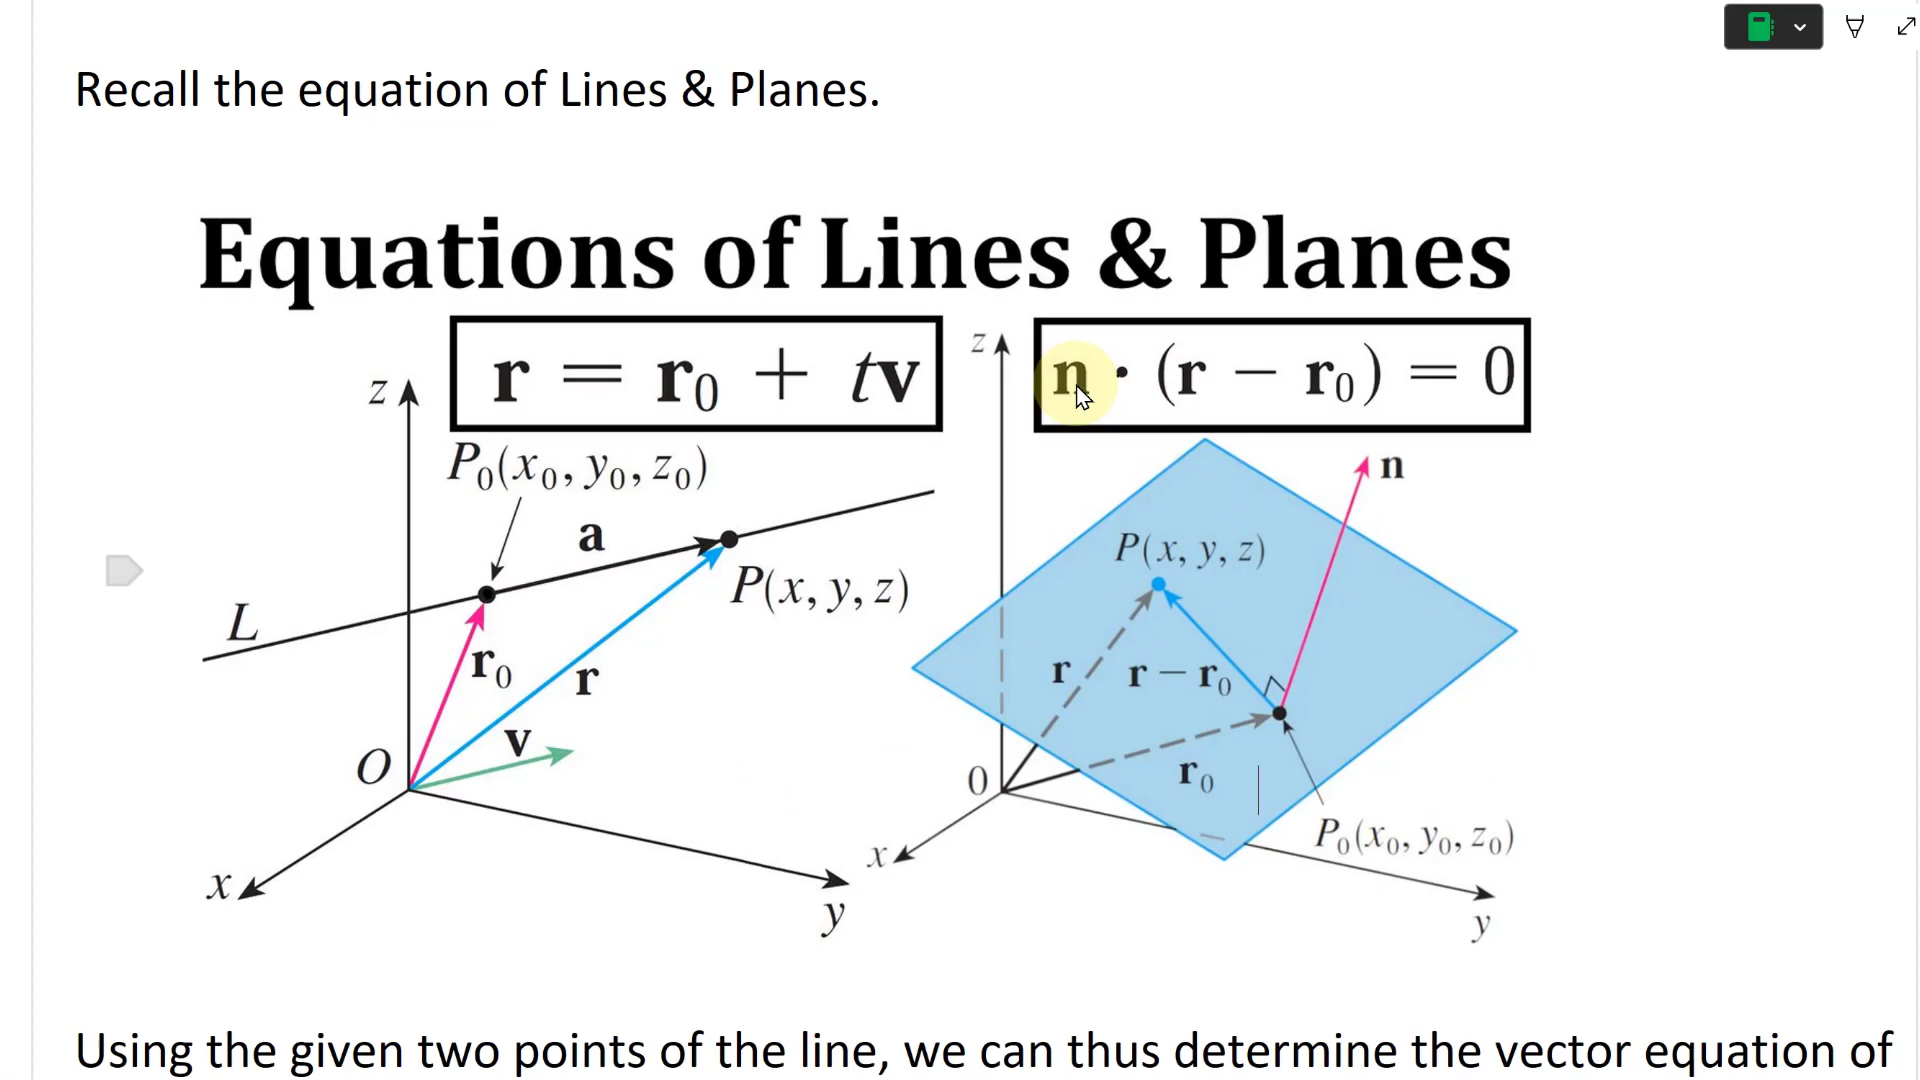 Recall the equation of Lines & Planes.
Equations of Lines & Planes
r = r₀ + tv
n · (r − r₀) = 0
z
P₀(x₀, y₀, z₀)
a
P(x, y, z)
L
r₀
r
v
O
x
y
z
n
P(x, y, z)
r
r − r₀
r₀
0
P₀(x₀, y₀, z₀)
x
y
Using the given two points of the line, we can thus determine the vector equation of